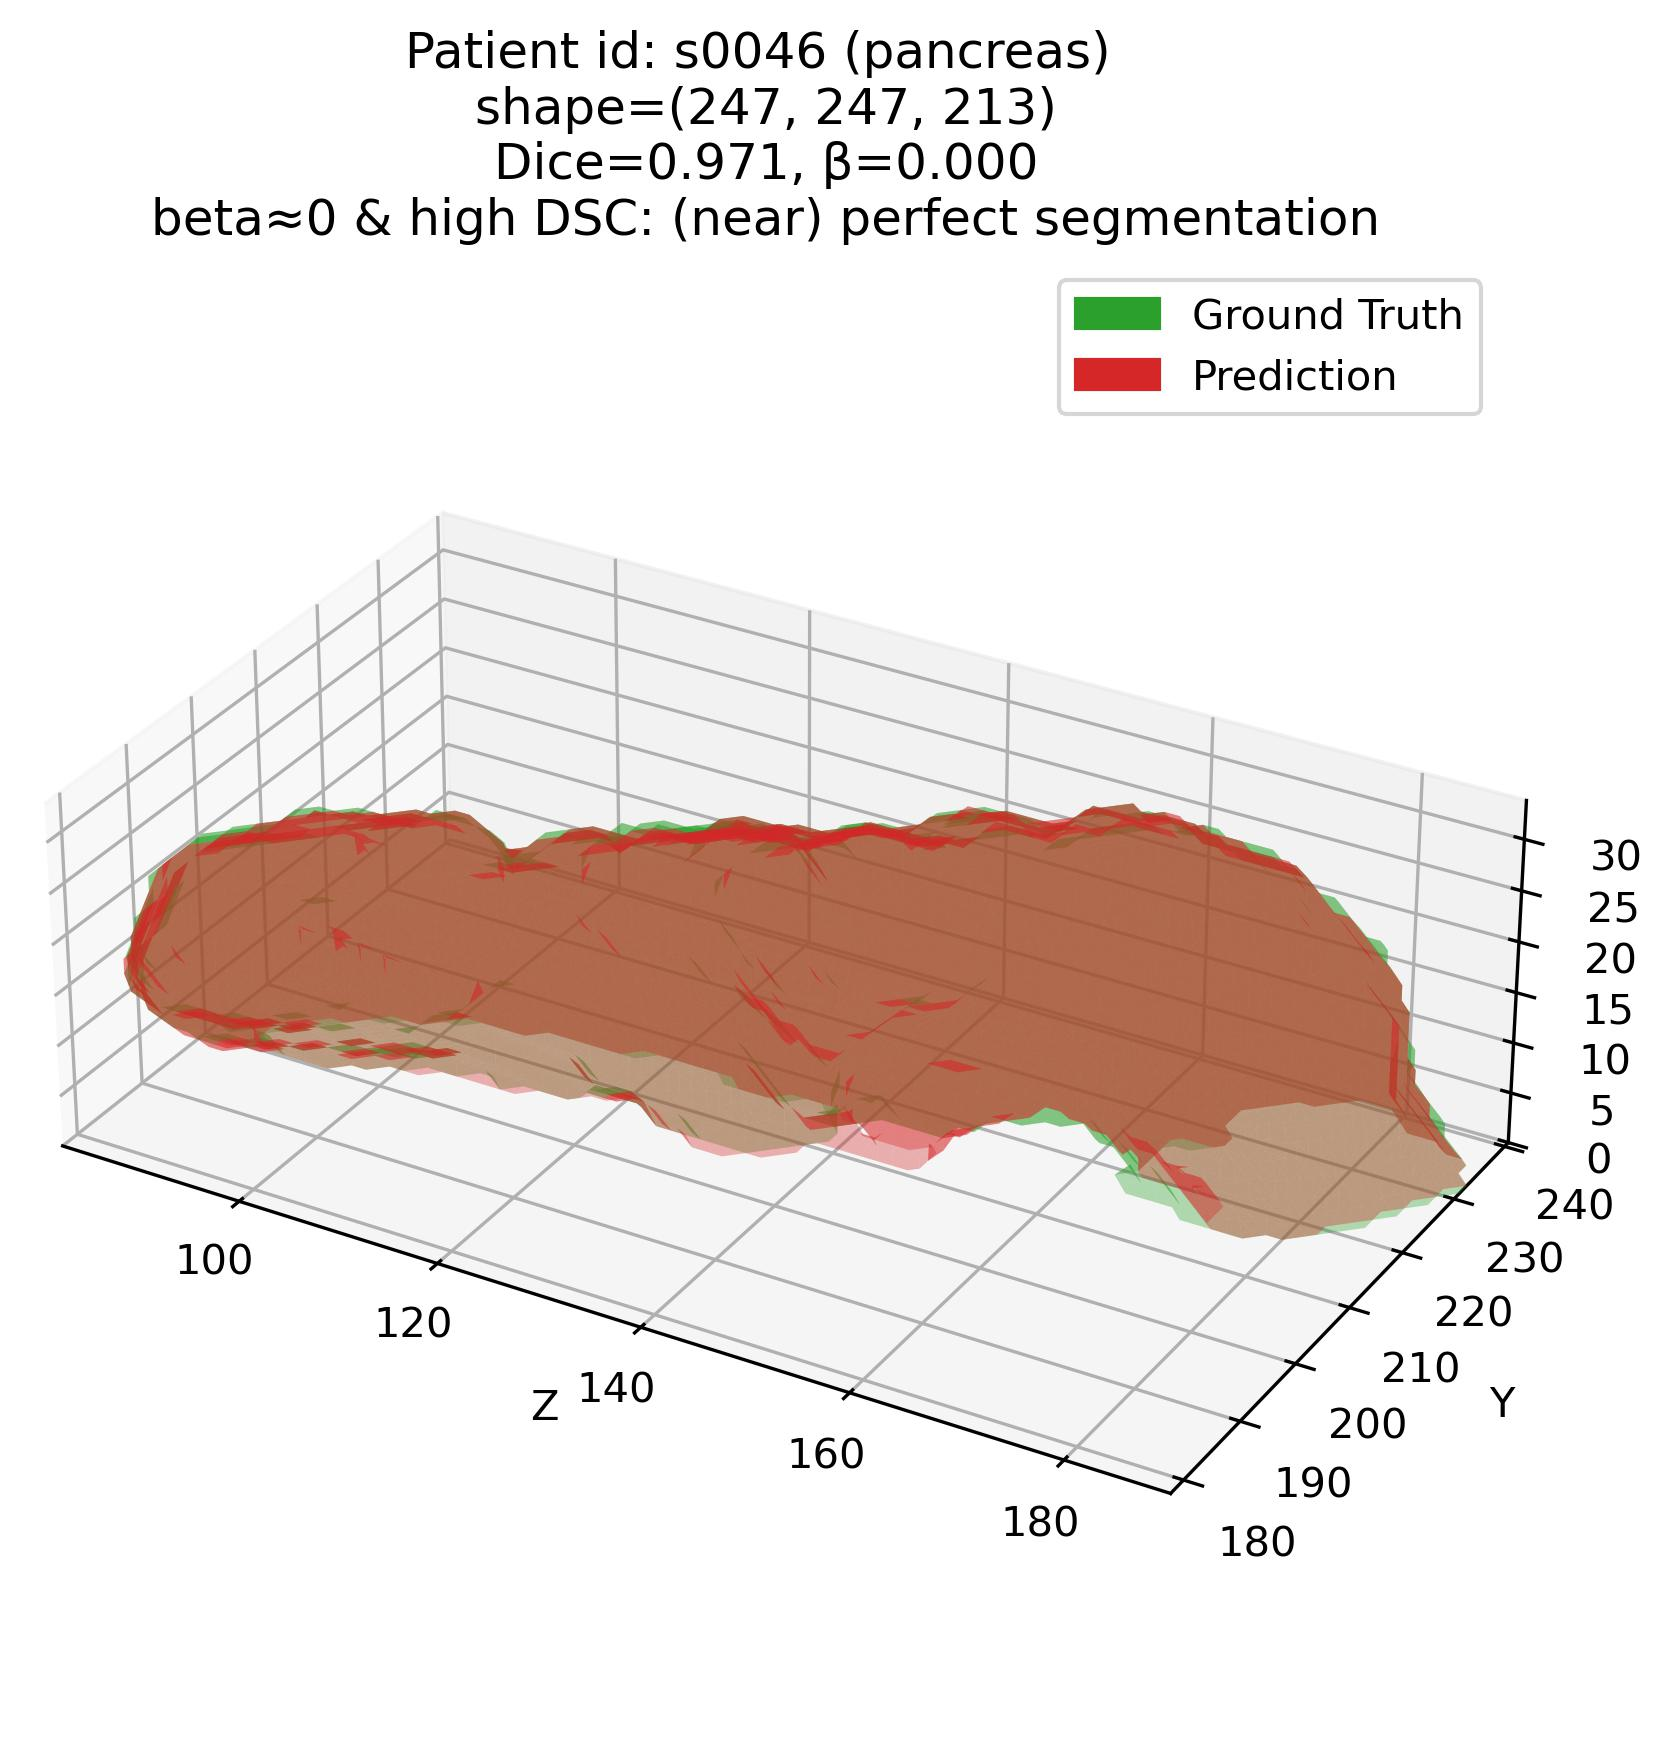 Patient id: s0046 (pancreas)
shape=(247, 247, 213)
Dice=0.971, β=0.000
beta≈0 & high DSC: (near) perfect segmentation
Ground Truth
Prediction
30
25
20
15
10
5
0
240
230
220
210
200
190
180
Y
100
120
140
160
180
Z